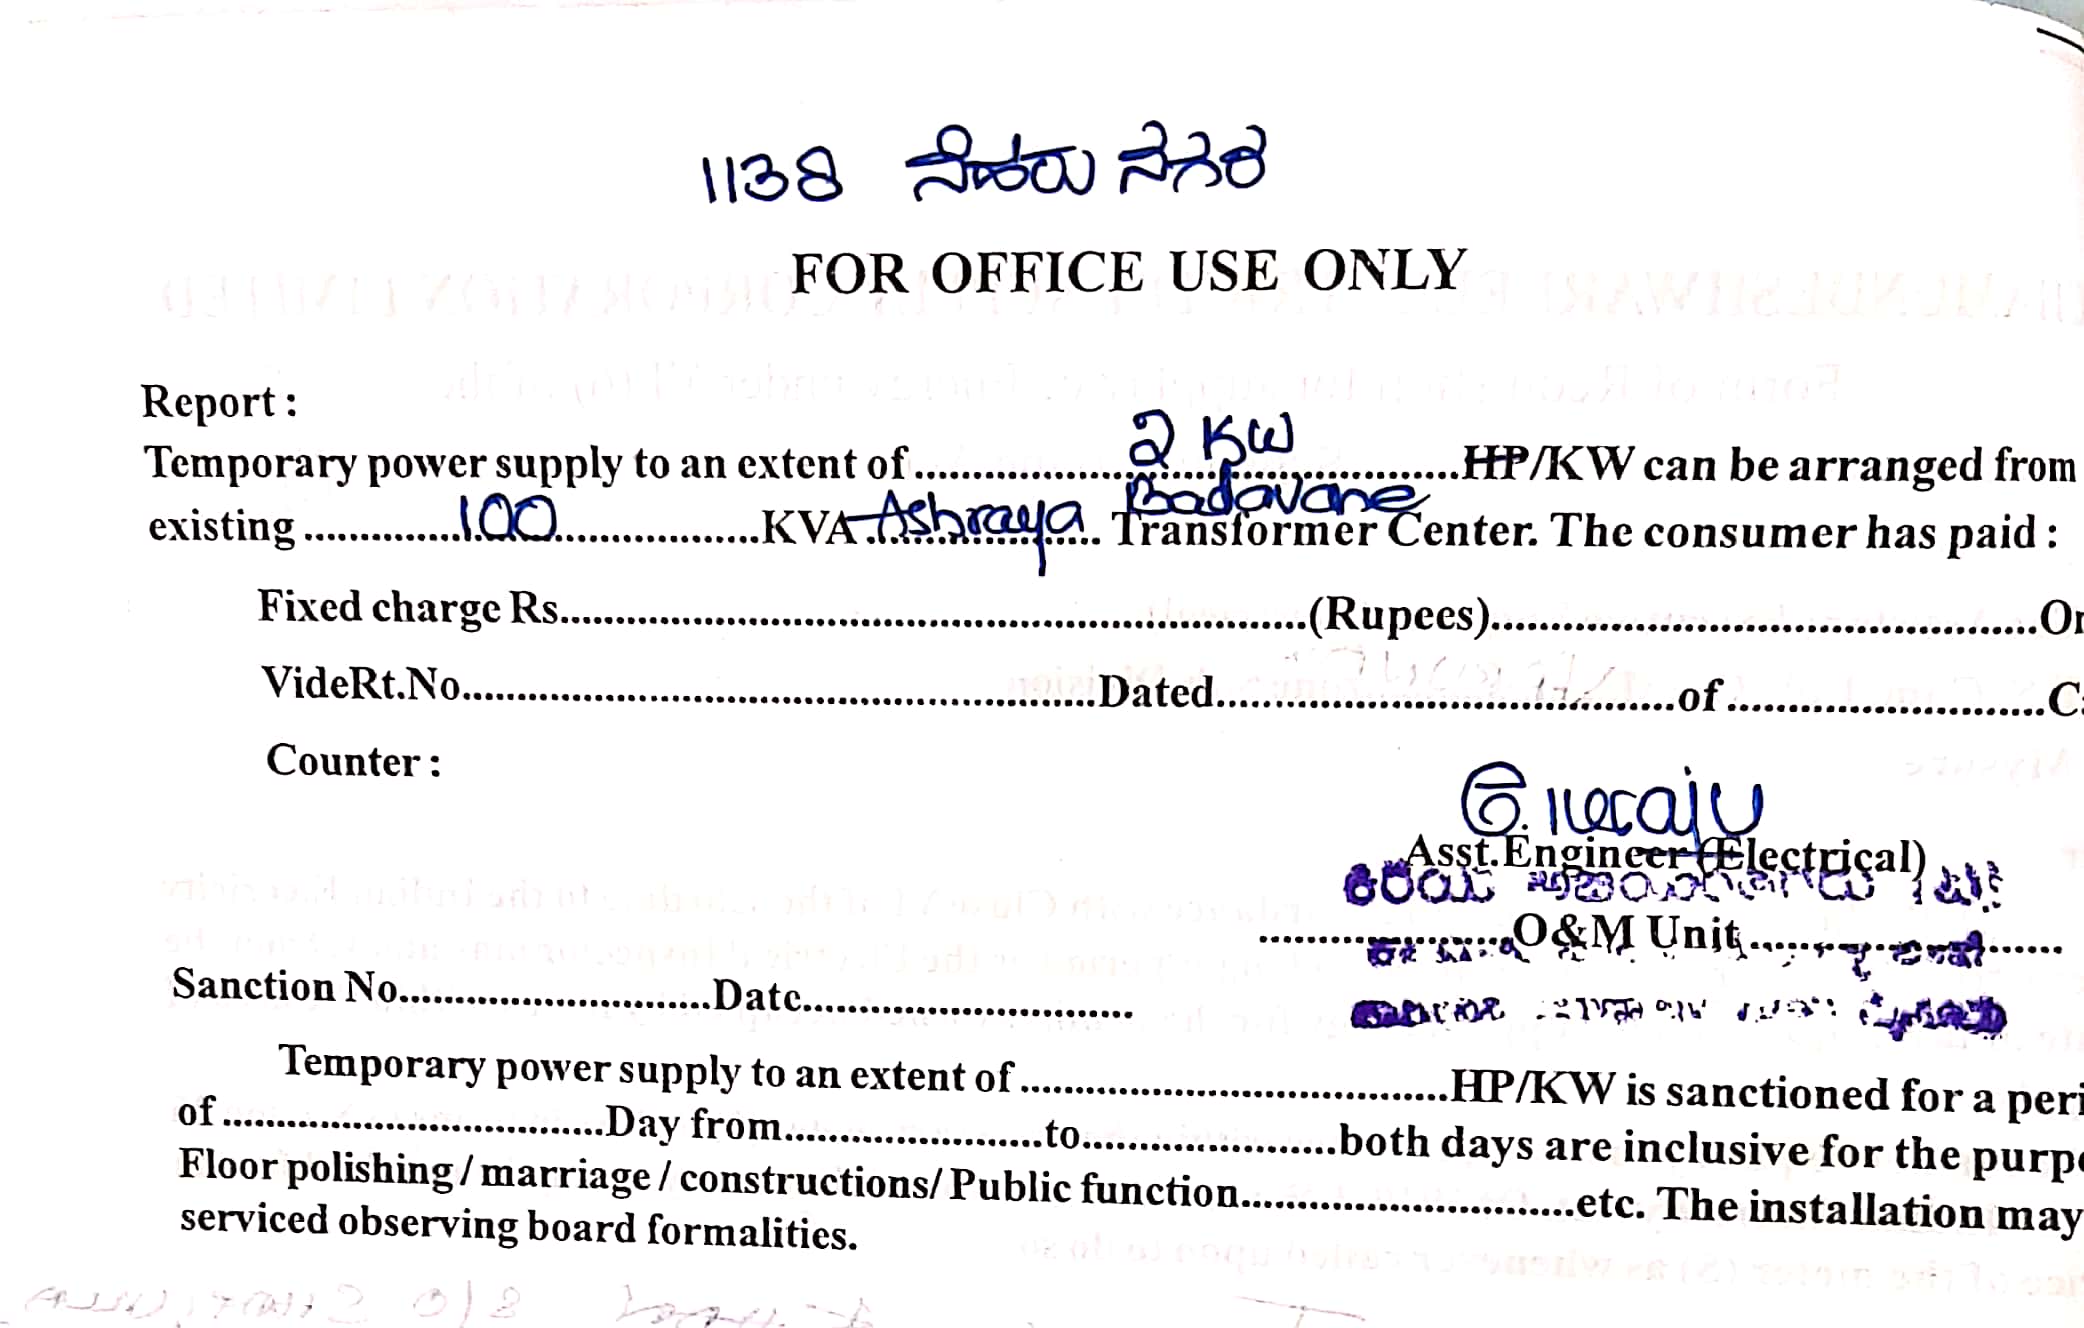 1138 ನೆಹರು ನಗರ
FOR OFFICE USE ONLY
Report :
Temporary power supply to an extent of.............2 KW.............HP/KW can be arranged from
existing..............100..................KVA Ashraya Badavane Transformer Center. The consumer has paid :
Fixed charge Rs..........................................................(Rupees)..........................................
VideRt.No..........................................................Dated..........................................of..........................
Counter :
Asst.Engineer (Electrical)
......................O&M Unit......................
Sanction No..........................Date..........................
Temporary power supply to an extent of....................................HP/KW is sanctioned for a peri
of..................................Day from......................to......................both days are inclusive for the purp
Floor polishing / marriage / constructions/ Public function............................etc. The installation may
serviced observing board formalities.